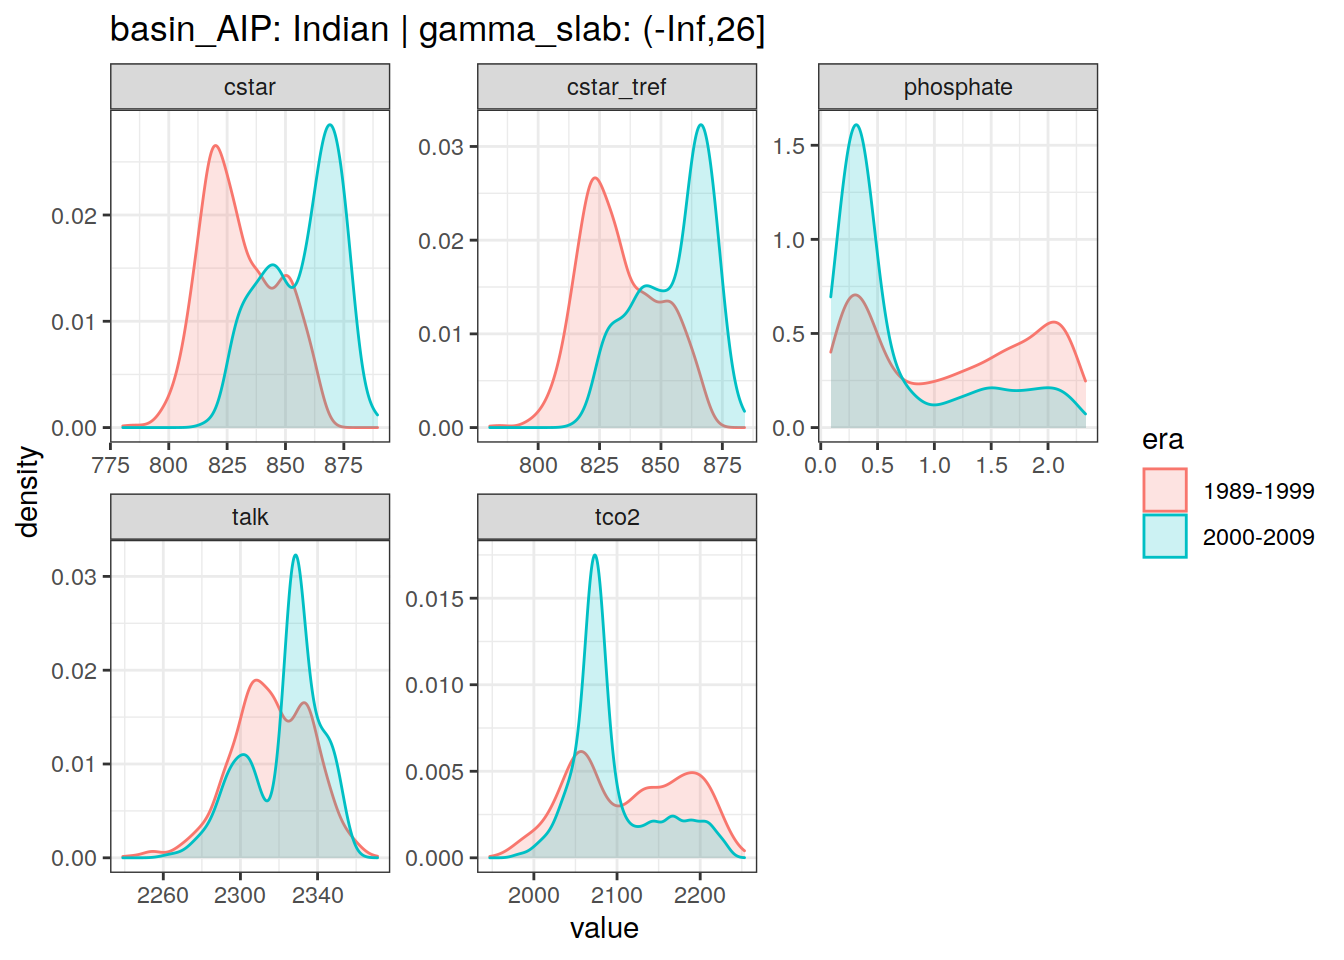 basin_AIP: Indian | gamma_slab: (-Inf,26]
cstar
cstar_tref
phosphate
0.00
0.01
0.02
775 800 825 850 875
0.00
0.01
0.02
0.03
800 825 850 875
0.0
0.5
1.0
1.5
0.0 0.5 1.0 1.5 2.0
density
talk
tco2
0.03
0.02
0.01
0.00
2260 2300 2340
0.015
0.010
0.005
0.000
2000 2100 2200
value
era
1989-1999
2000-2009